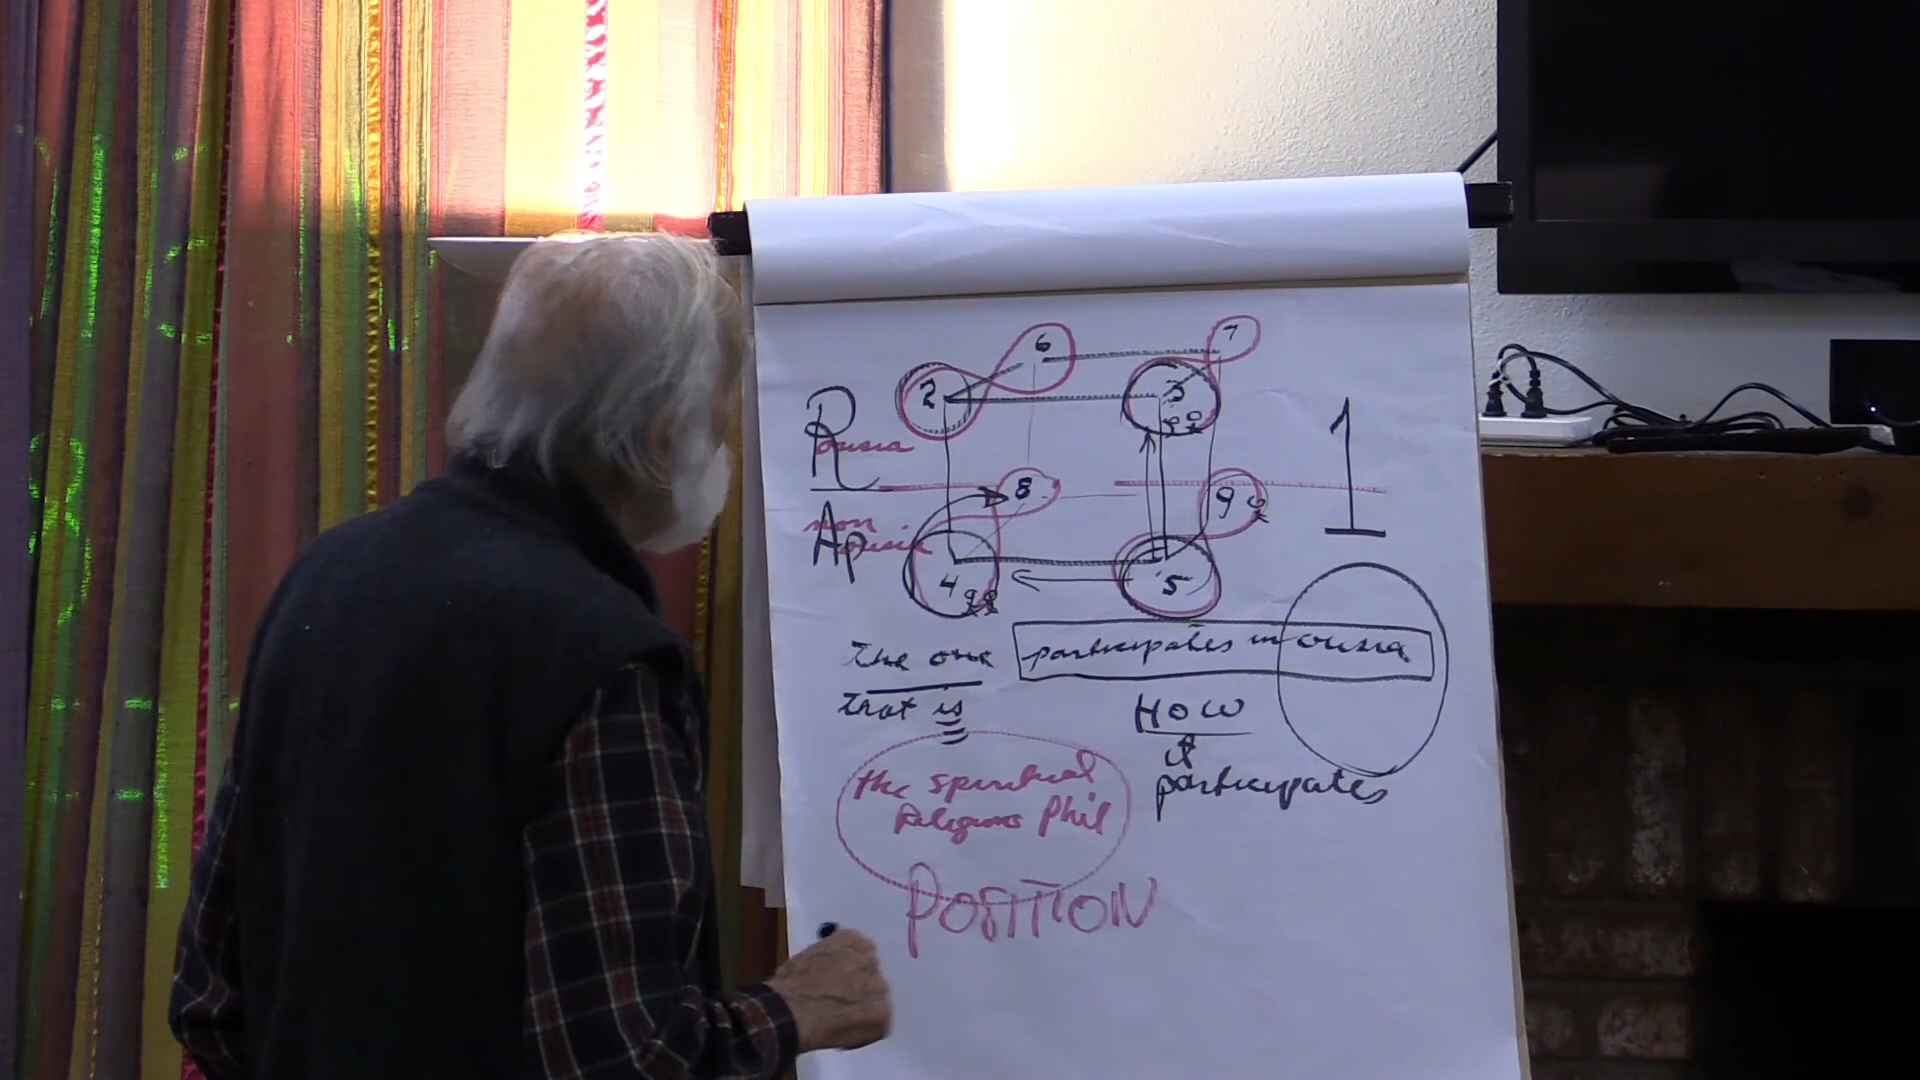 6 7
2 3
R ousia 1
8 9
non ousia
Ap
4 5
the one participates in ousia
that is HOW
it
participates
the spiritual
Religious Phil
POSITION